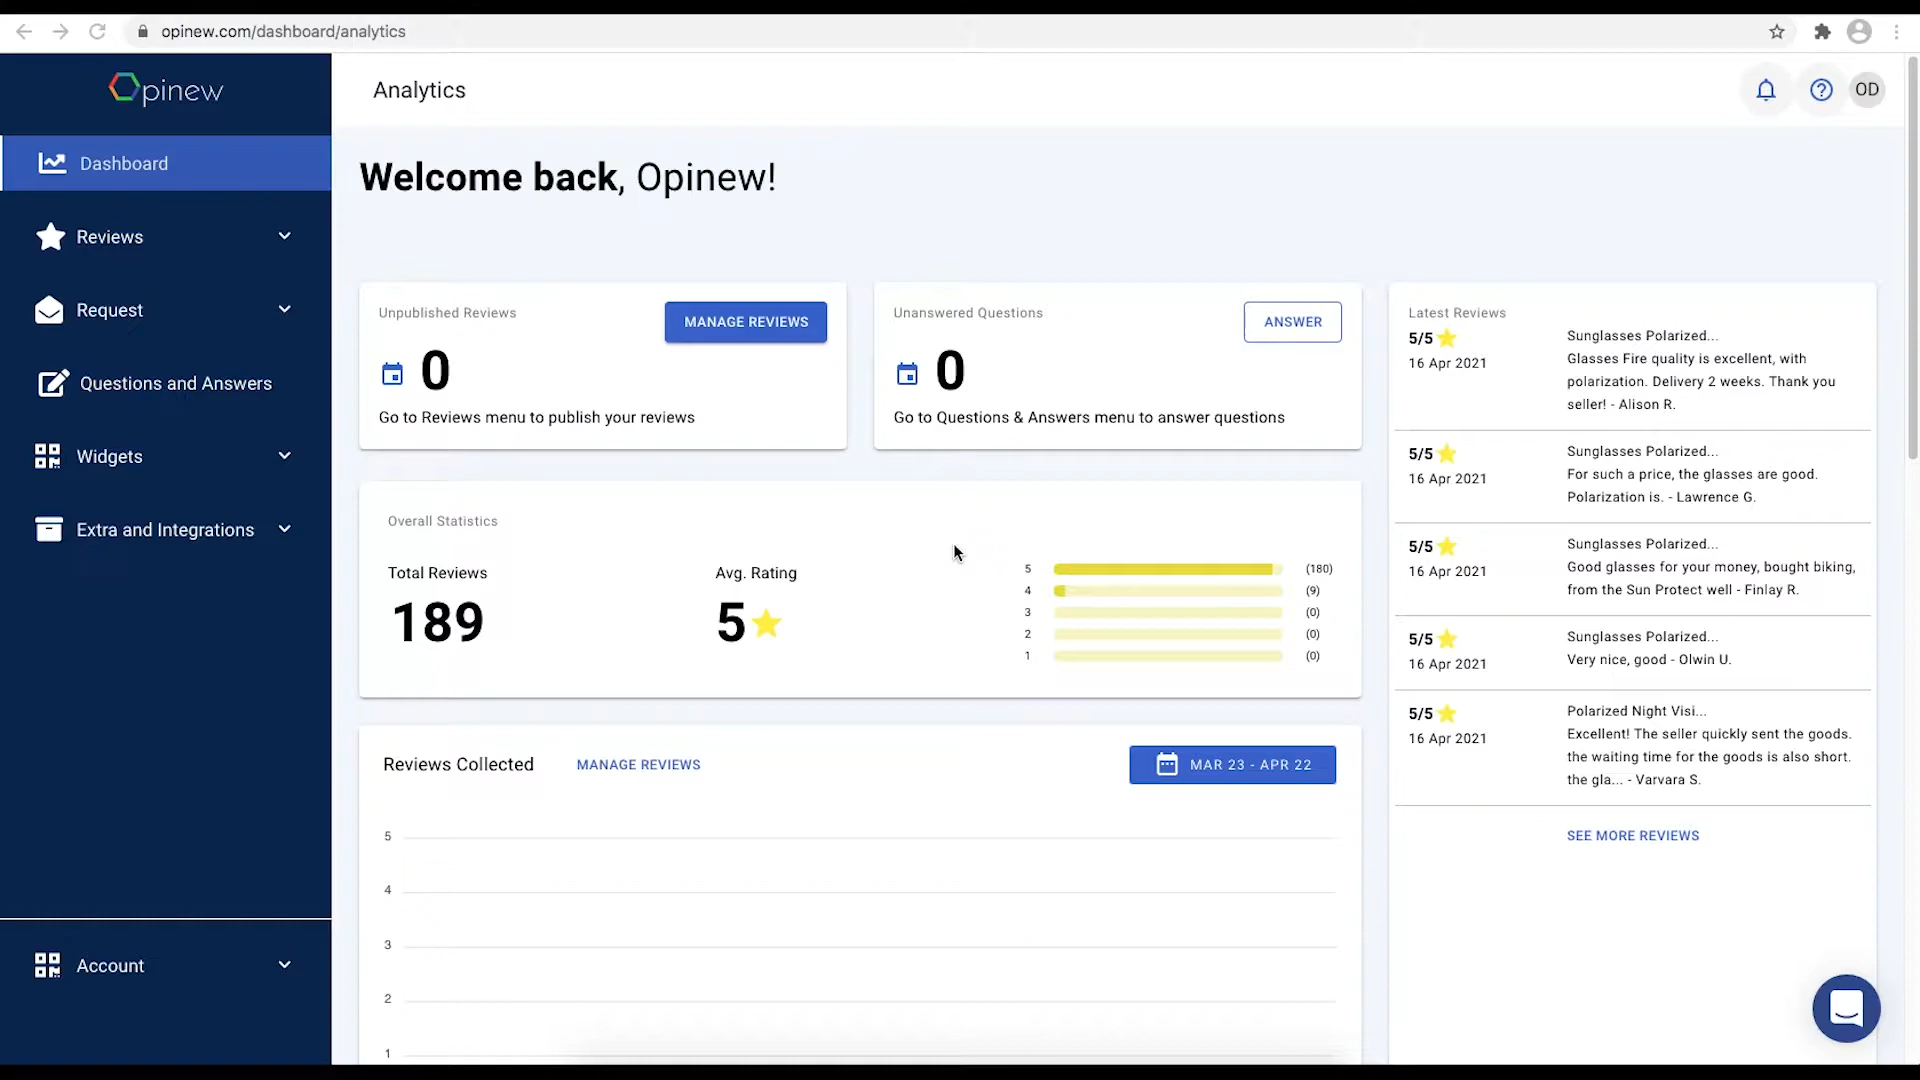 opinew.com/dashboard/analytics
Opinew
Analytics
OD
Dashboard
Reviews
Request
Questions and Answers
Widgets
Extra and Integrations
Account
Welcome back, Opinew!
Unpublished Reviews
MANAGE REVIEWS
0
Go to Reviews menu to publish your reviews
Unanswered Questions
ANSWER
0
Go to Questions & Answers menu to answer questions
Overall Statistics
Total Reviews
189
Avg. Rating
5
5 (180)
4 (9)
3 (0)
2 (0)
1 (0)
Reviews Collected
MANAGE REVIEWS
MAR 23 - APR 22
5
4
3
2
1
Latest Reviews
5/5
16 Apr 2021
Sunglasses Polarized...
Glasses Fire quality is excellent, with
polarization. Delivery 2 weeks. Thank you
seller! - Alison R.
5/5
16 Apr 2021
Sunglasses Polarized...
For such a price, the glasses are good.
Polarization is. - Lawrence G.
5/5
16 Apr 2021
Sunglasses Polarized...
Good glasses for your money, bought biking,
from the Sun Protect well - Finlay R.
5/5
16 Apr 2021
Sunglasses Polarized...
Very nice, good - Olwin U.
5/5
16 Apr 2021
Polarized Night Visi...
Excellent! The seller quickly sent the goods.
the waiting time for the goods is also short.
the gla... - Varvara S.
SEE MORE REVIEWS